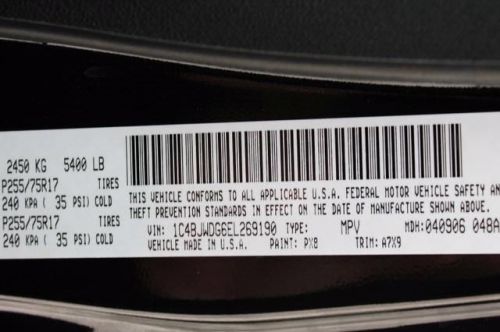 2450 KG 5400 LB
P255/75R17 TIRES
240 KPA ( 35 PSI) COLD
P255/75R17 TIRES
240 KPA ( 35 PSI) COLD
THIS VEHICLE CONFORMS TO ALL APPLICABLE U.S.A. FEDERAL MOTOR VEHICLE SAFETY AN
THEFT PREVENTION STANDARDS IN EFFECT ON THE DATE OF MANUFACTURE SHOWN ABOVE.
VIN: 1C4BJWDG6EL269190 TYPE: MPV MDH:040906 048A
VEHICLE MADE IN U.S.A. PAINT: PX8 TRIM: A7X9